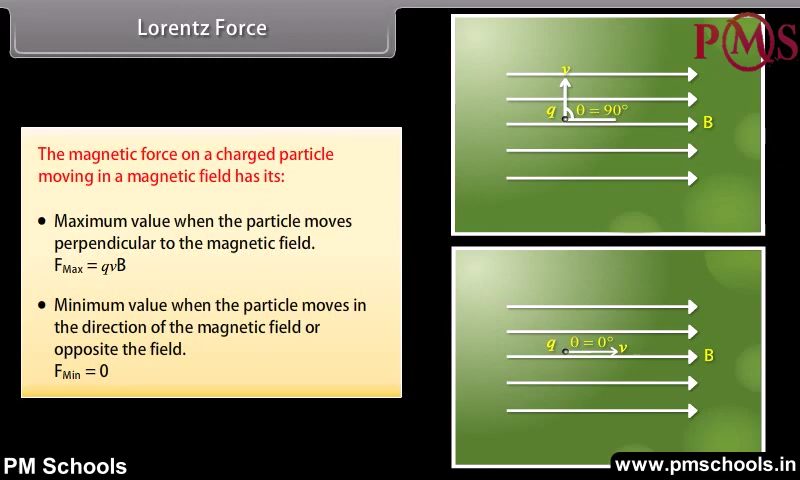 Lorentz Force
PMS
The magnetic force on a charged particle
moving in a magnetic field has its:
• Maximum value when the particle moves
perpendicular to the magnetic field.
FMax = qvB
• Minimum value when the particle moves in
the direction of the magnetic field or
opposite the field.
FMin = 0
v
q θ = 90°
B
q θ = 0° v
B
PM Schools
www.pmschools.in